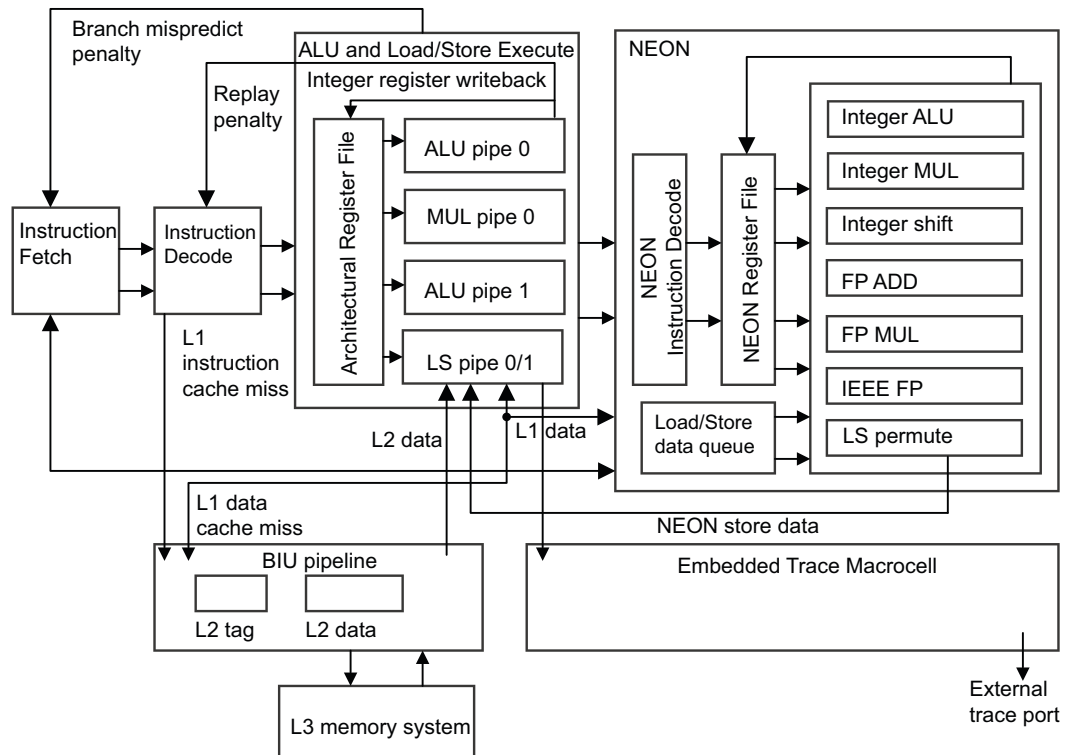 Branch mispredict
penalty
Replay
penalty
ALU and Load/Store Execute
Integer register writeback
Architectural Register File
ALU pipe 0
MUL pipe 0
ALU pipe 1
LS pipe 0/1
Instruction
Fetch
Instruction
Decode
L1
instruction
cache miss
L2 data
L1 data
NEON
NEON
Instruction Decode
NEON Register File
Integer ALU
Integer MUL
Integer shift
FP ADD
FP MUL
IEEE FP
LS permute
Load/Store
data queue
L1 data
cache miss
NEON store data
BIU pipeline
L2 tag
L2 data
Embedded Trace Macrocell
L3 memory system
External
trace port